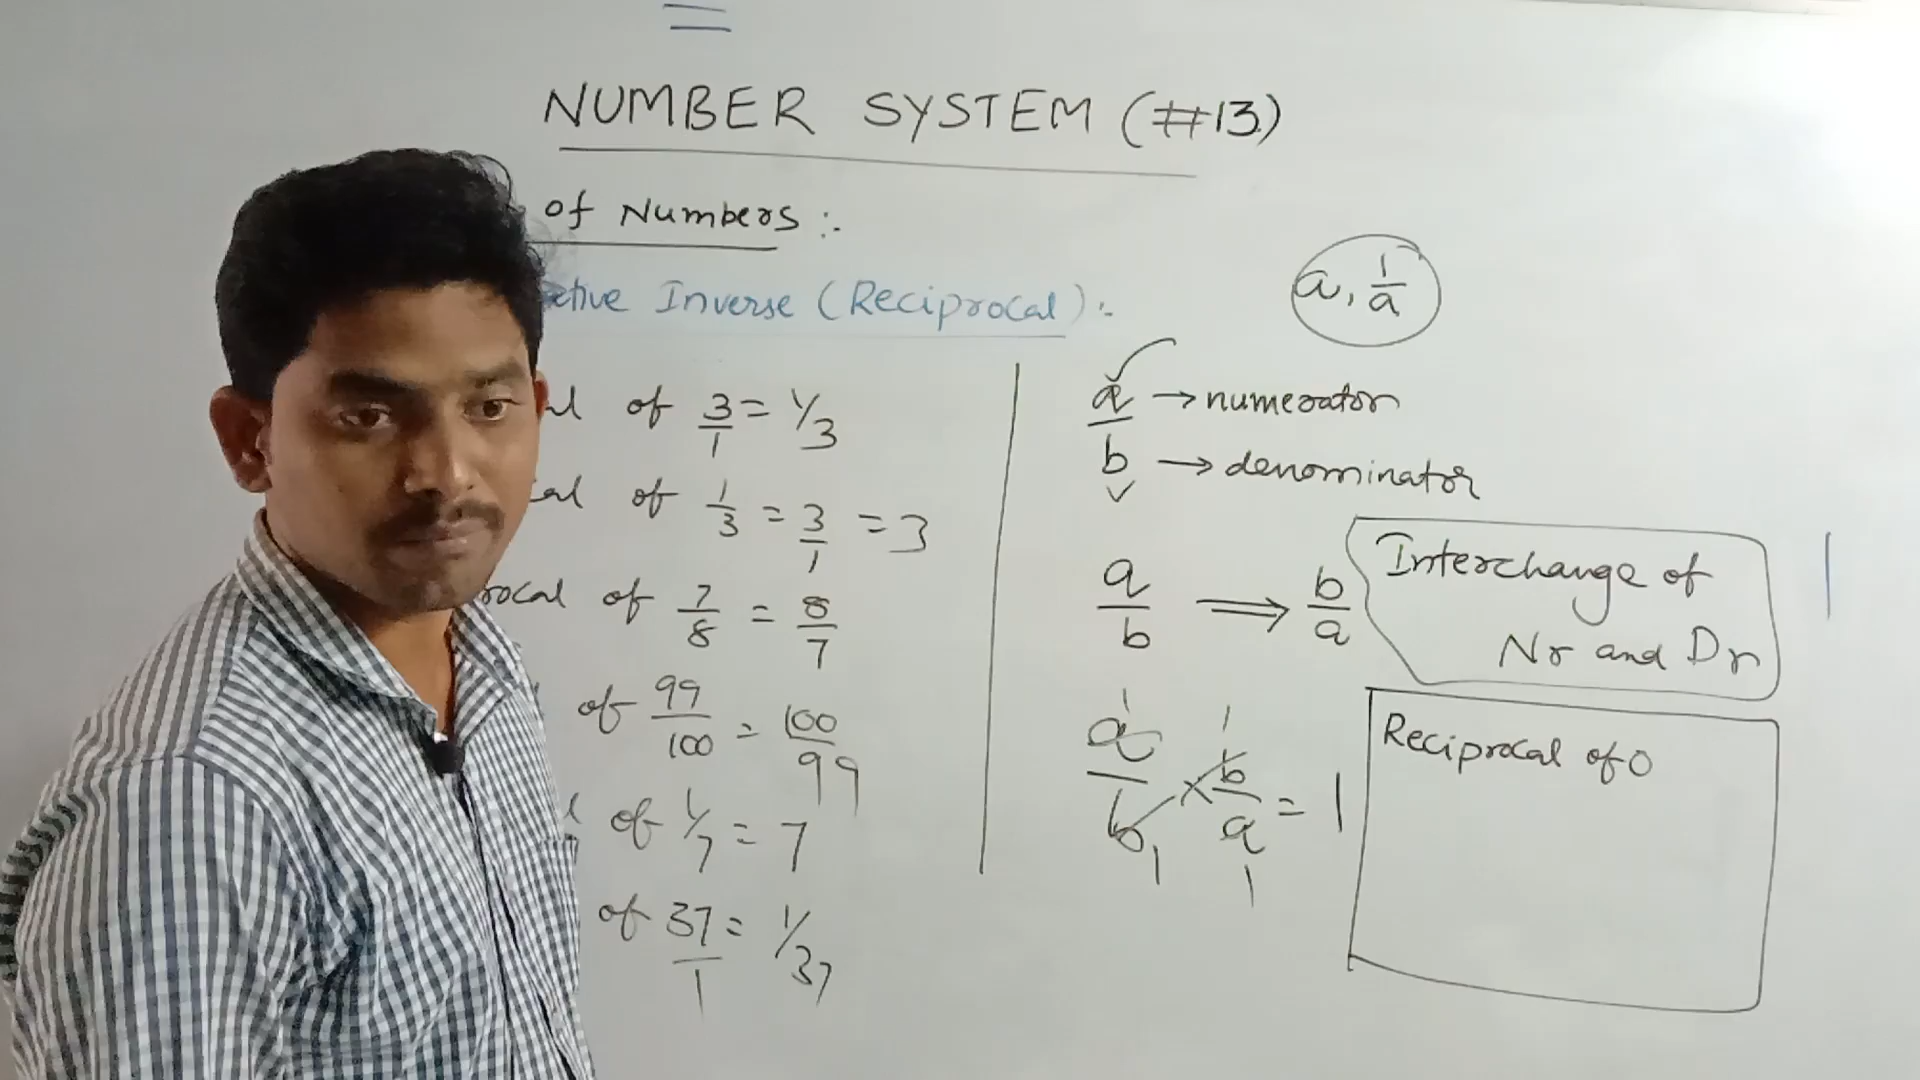 NUMBER SYSTEM (#13)
of Numbers :-
Inverse (Reciprocal) :-
a, 1/a
of 3/1 = 1/3
of 1/3 = 3/1 = 3
of 7/8 = 8/7
of 99/100 = 100/99
of 1/7 = 7
of 37/1 = 1/37
a → numerator
b → denominator
a/b ⟹ b/a
Interchange of
Nr and Dr
a/b × b/a = 1
Reciprocal of 0